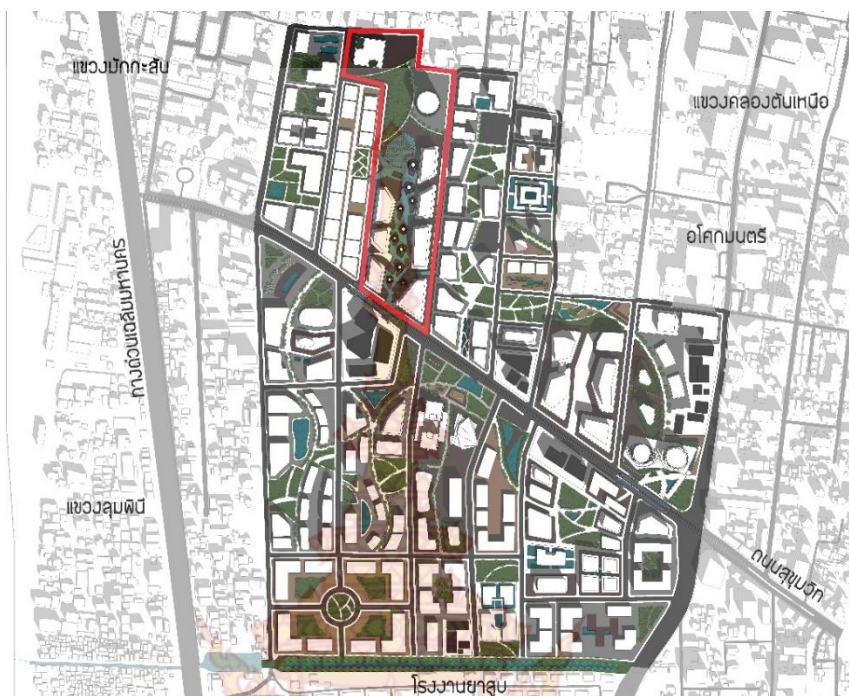 แขวงมักกะสัน
แขวงคลองตันเหนือ
อโศกมนตรี
ทางด่วนเฉลิมมหานคร
แขวงลุมพินี
ถนนสุขุมวิท
โรงงานยาสูบ